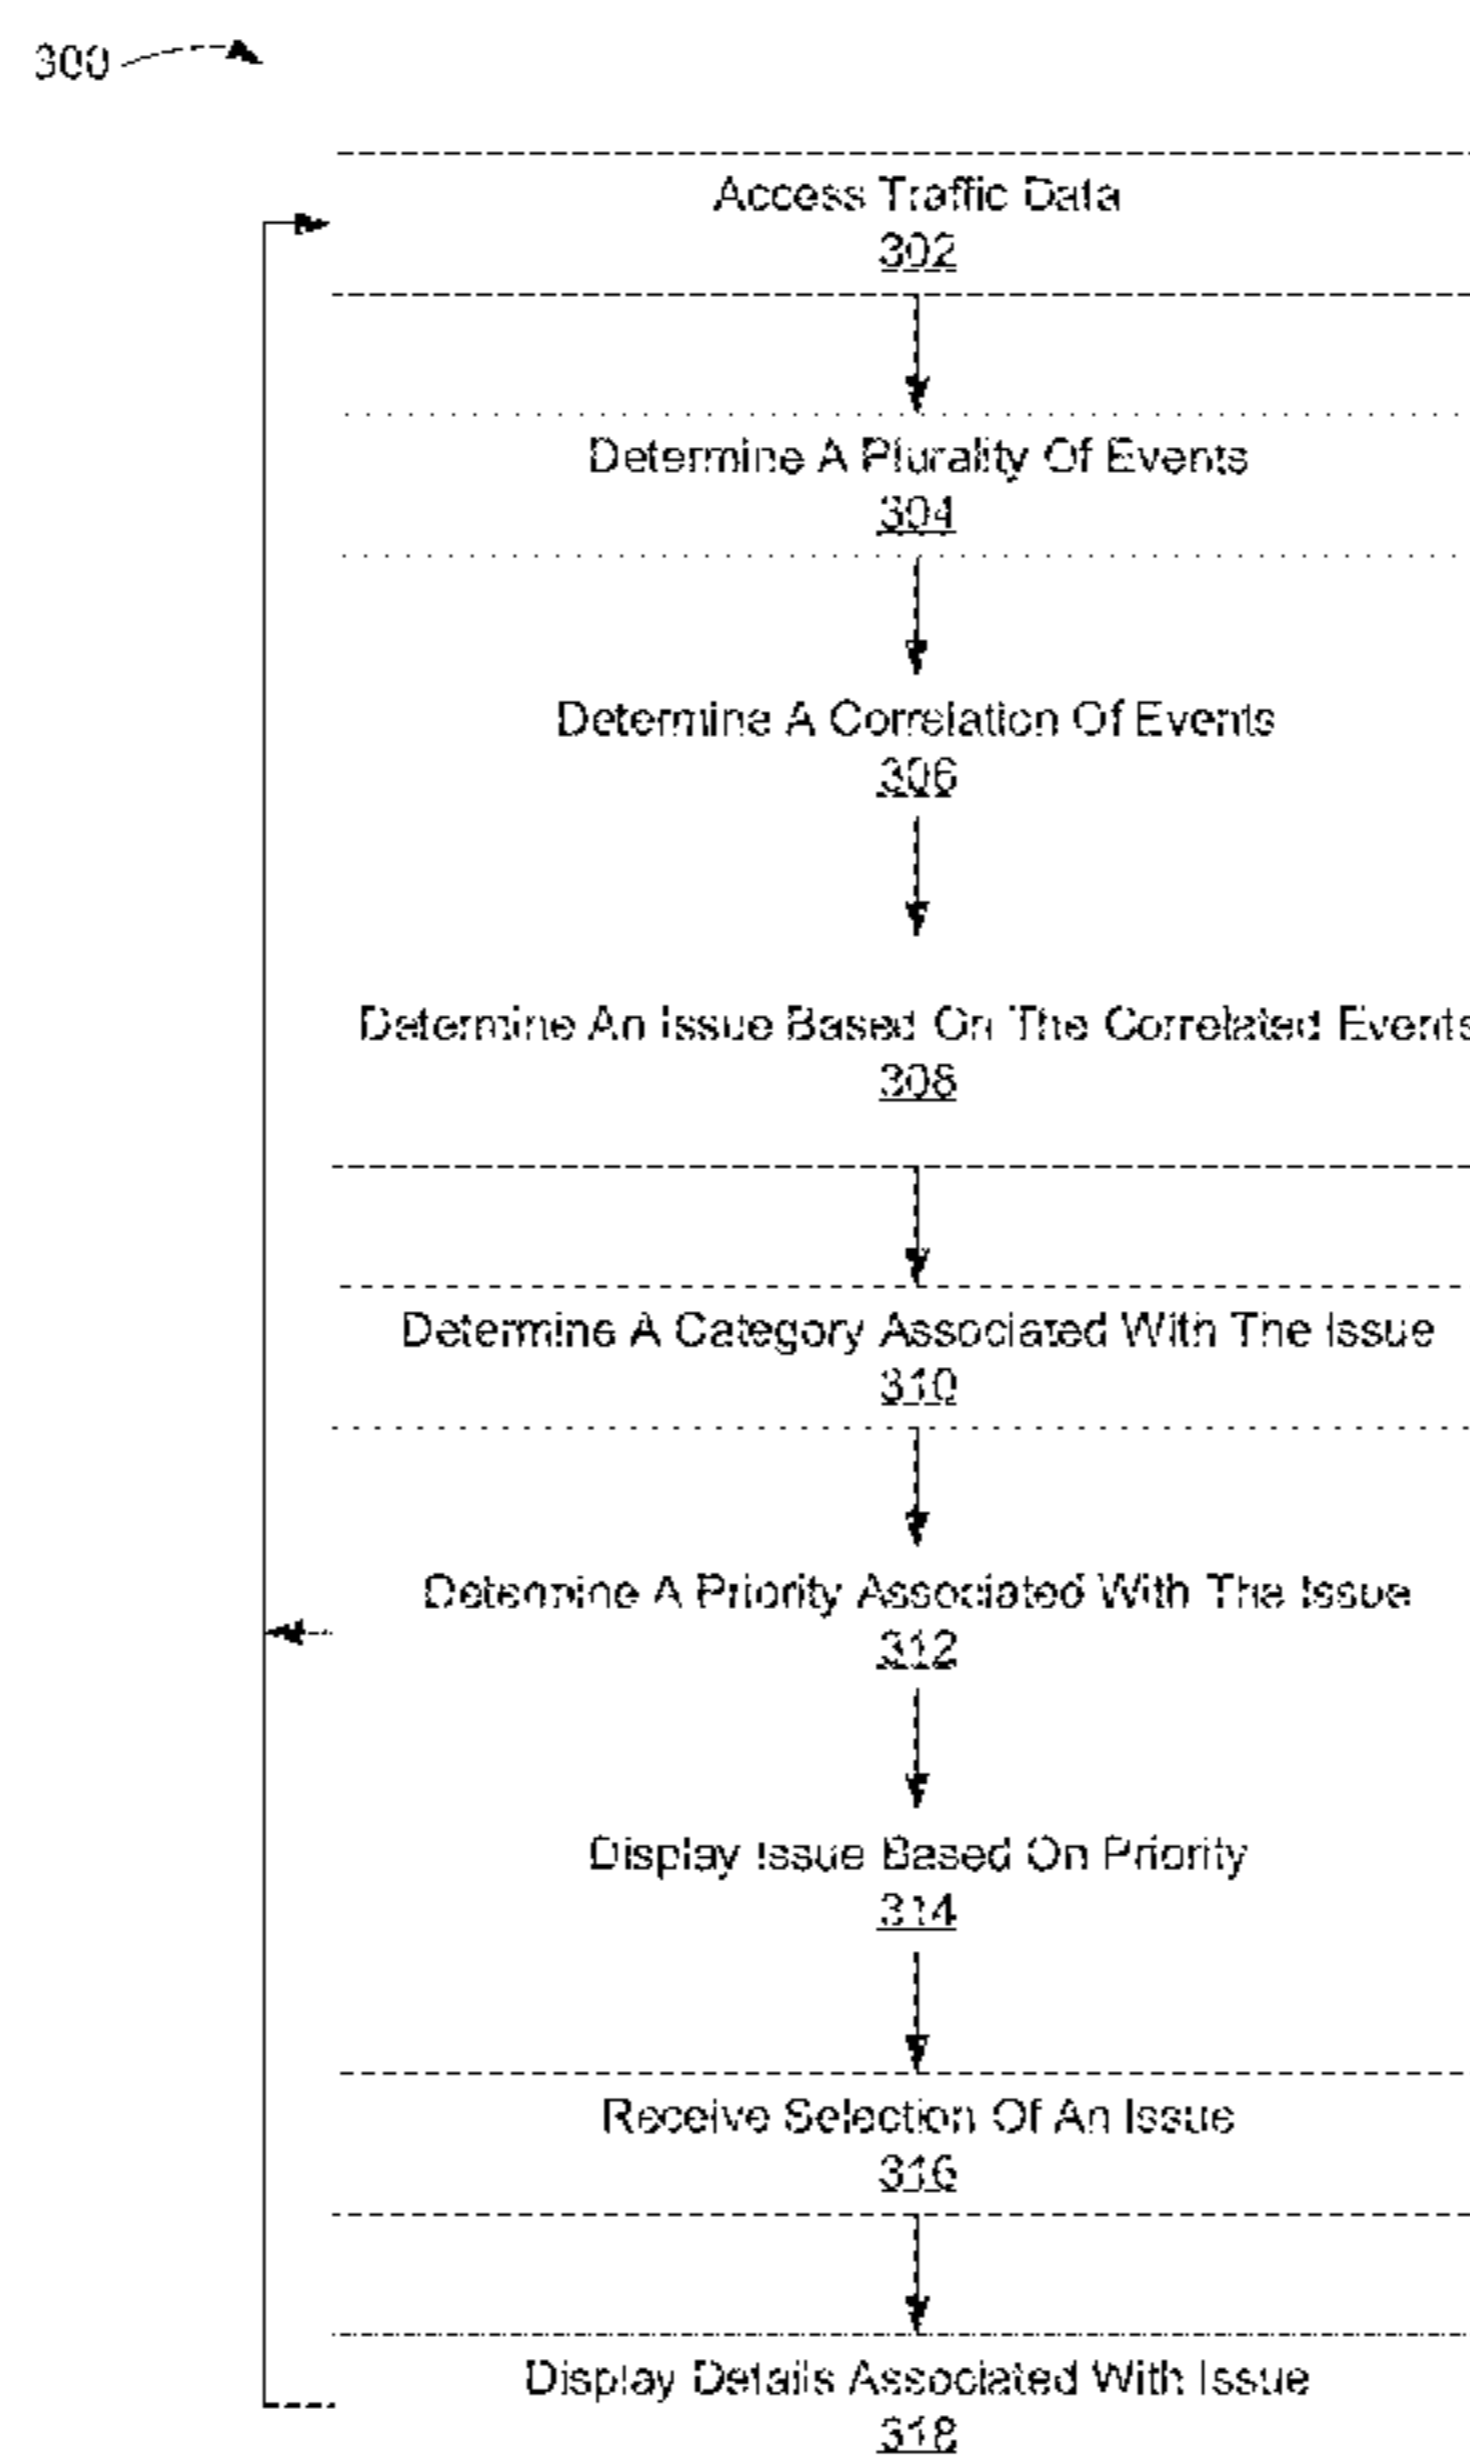 300
Access Traffic Data
302
Determine A Plurality Of Events
304
Determine A Correlation Of Events
306
Determine An Issue Based On The Correlated Events
308
Determine A Category Associated With The Issue
310
Determine A Priority Associated With The Issue
312
Display Issue Based On Priority
314
Receive Selection Of An Issue
316
Display Details Associated With Issue
318